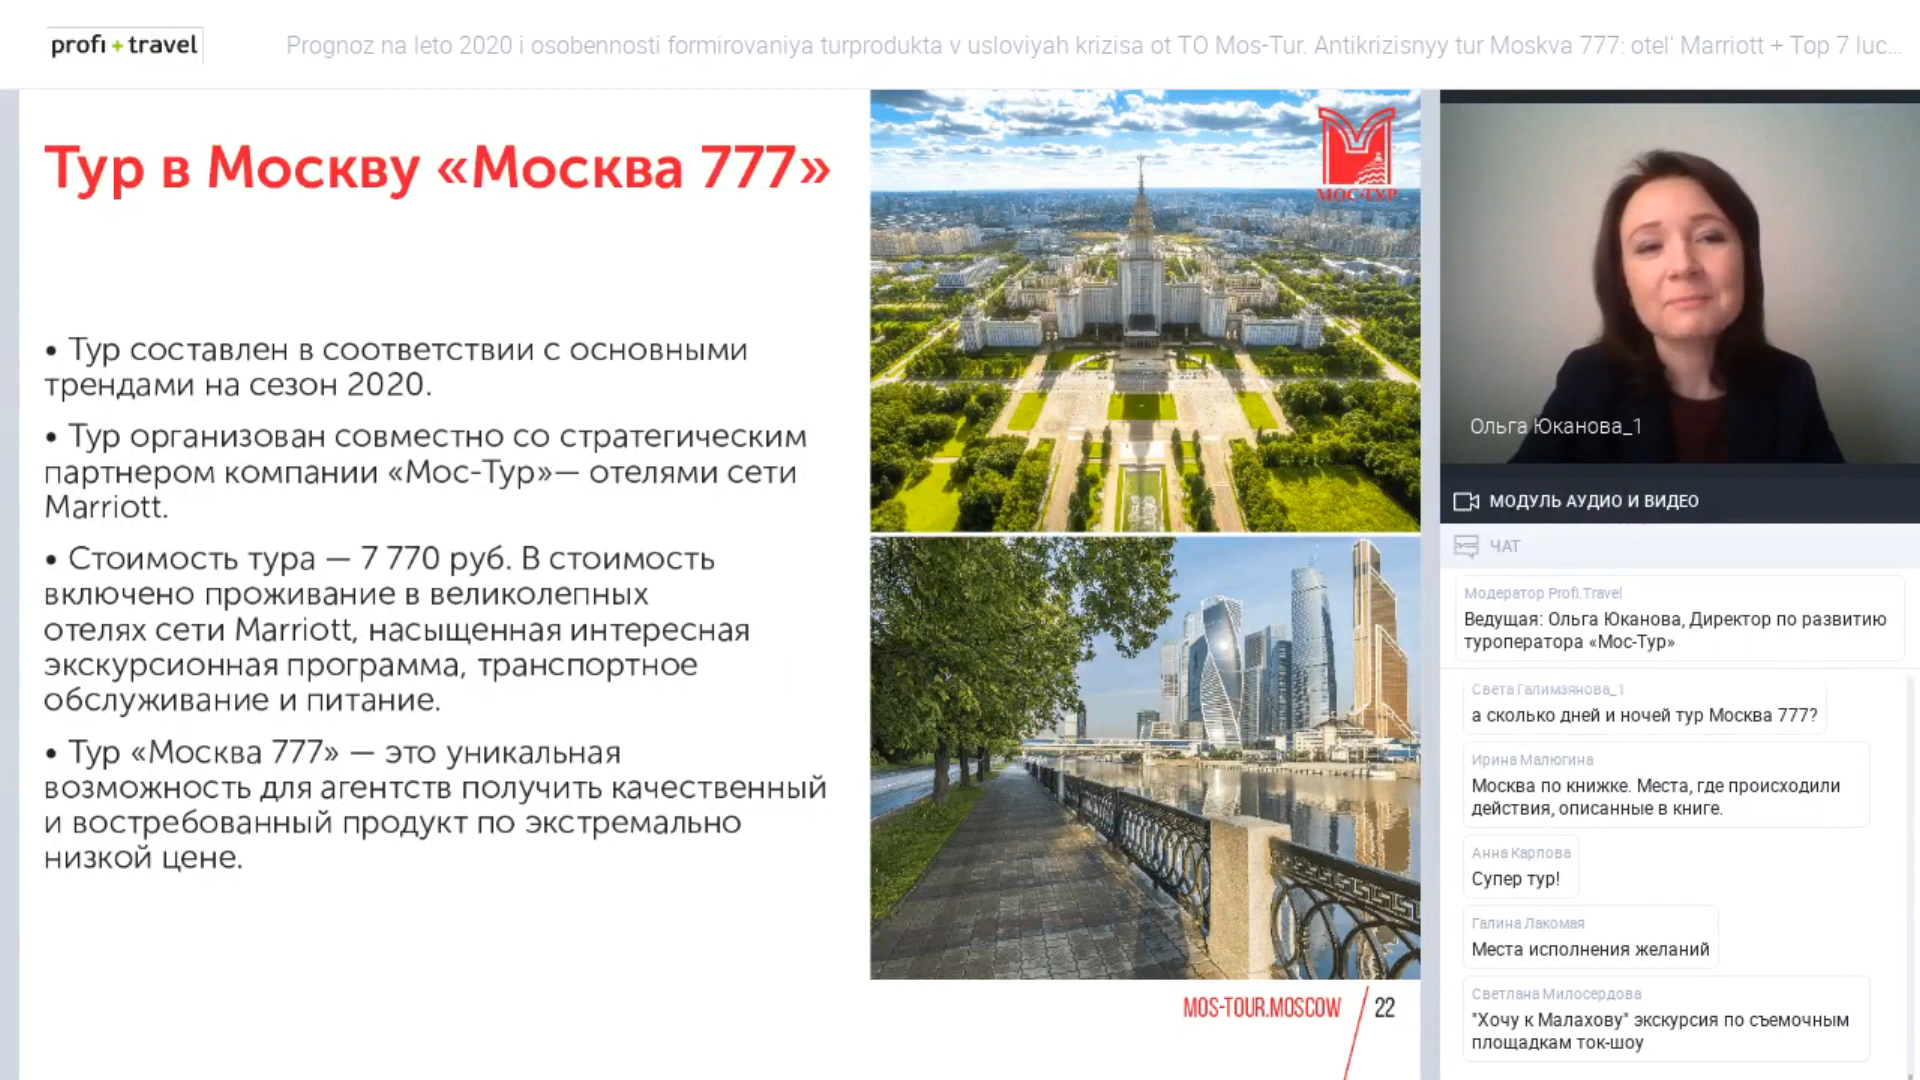 profi + travel
Prognoz na leto 2020 i osobennosti formirovaniya turprodukta v usloviyah krizisa ot TO Mos-Tur. Antikrizisnyy tur Moskva 777: otel' Marriott + Top 7 luc...
Тур в Москву «Москва 777»
• Тур составлен в соответствии с основными
трендами на сезон 2020.
• Тур организован совместно со стратегическим
партнером компании «Мос-Тур»— отелями сети
Marriott.
• Стоимость тура — 7 770 руб. В стоимость
включено проживание в великолепных
отелях сети Marriott, насыщенная интересная
экскурсионная программа, транспортное
обслуживание и питание.
• Тур «Москва 777» — это уникальная
возможность для агентств получить качественный
и востребованный продукт по экстремально
низкой цене.
МОС-ТУР
MOS-TOUR.MOSCOW
22
Ольга Юканова_1
МОДУЛЬ АУДИО И ВИДЕО
ЧАТ
Модератор Profi.Travel
Ведущая: Ольга Юканова, Директор по развитию
туроператора «Мос-Тур»
Света Галимзянова_1
а сколько дней и ночей тур Москва 777?
Ирина Малюгина
Москва по книжке. Места, где происходили
действия, описанные в книге.
Анна Карпова
Супер тур!
Галина Лакомая
Места исполнения желаний
Светлана Милосердова
"Хочу к Малахову" экскурсия по съемочным
площадкам ток-шоу